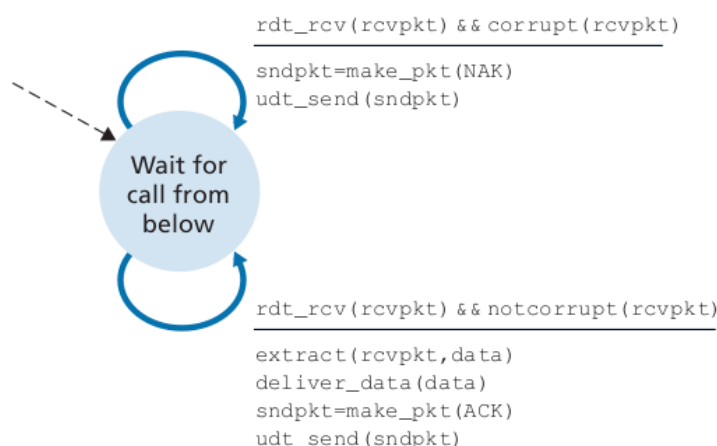 rdt_rcv(rcvpkt) && corrupt(rcvpkt)
sndpkt=make_pkt(NAK)
udt_send(sndpkt)
Wait for
call from
below
rdt_rcv(rcvpkt) && notcorrupt(rcvpkt)
extract(rcvpkt,data)
deliver_data(data)
sndpkt=make_pkt(ACK)
udt_send(sndpkt)